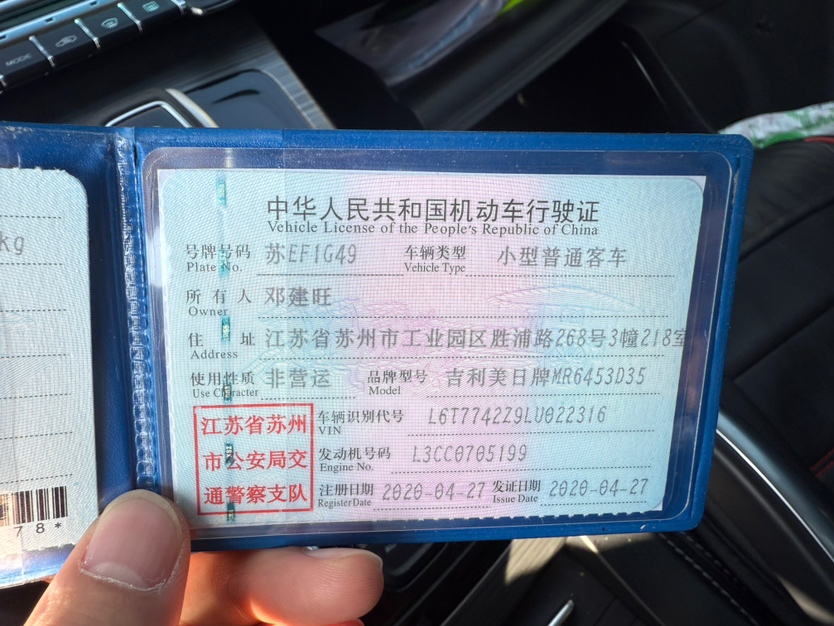 MODE
kg
78*
中华人民共和国机动车行驶证
Vehicle License of the People's Republic of China
号牌号码 苏EF1G49 车辆类型 小型普通客车
Plate No. Vehicle Type
所有人 邓建旺
Owner
住址 江苏省苏州市工业园区胜浦路268号3幢218室
Address
使用性质 非营运 品牌型号 吉利美日牌MR6453D35
Use Character Model
江苏省苏州
市公安局交
通警察支队
车辆识别代号 L6T7742Z9LU022316
VIN
发动机号码 L3CC0705199
Engine No.
注册日期 2020-04-27 发证日期 2020-04-27
Register Date Issue Date